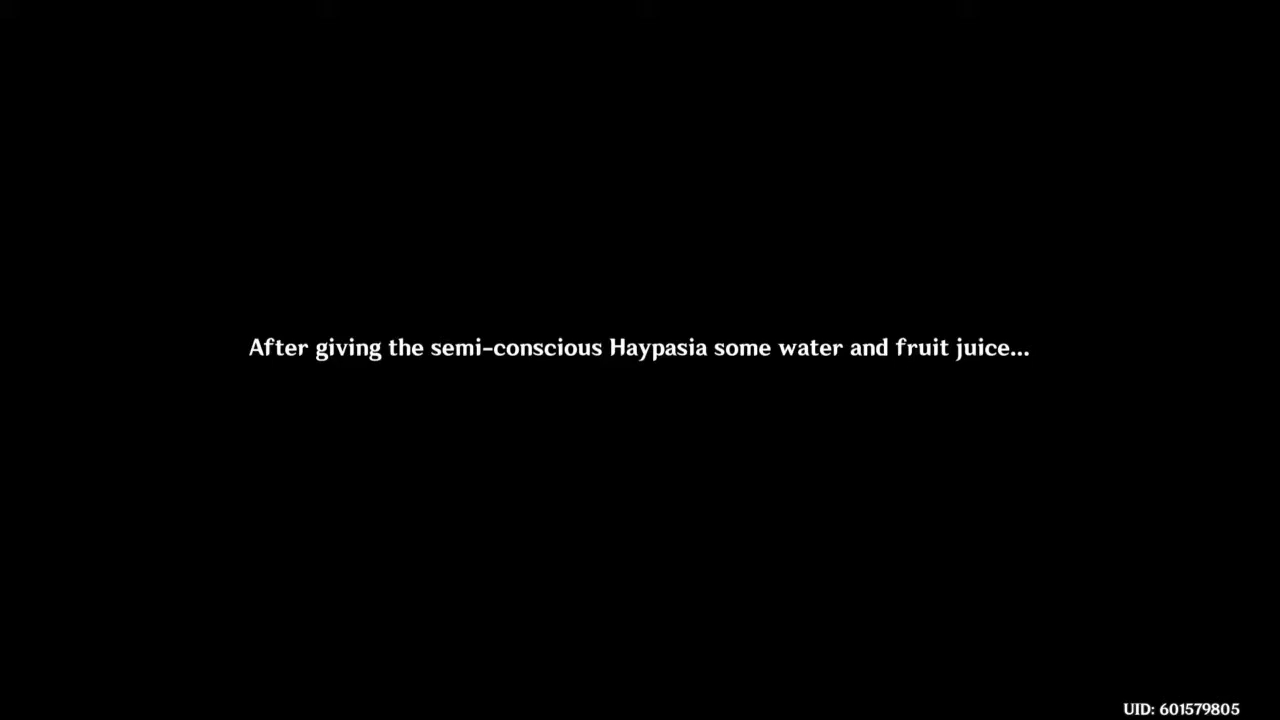 After giving the semi-conscious Haypasia some water and fruit juice...
UID: 601579805